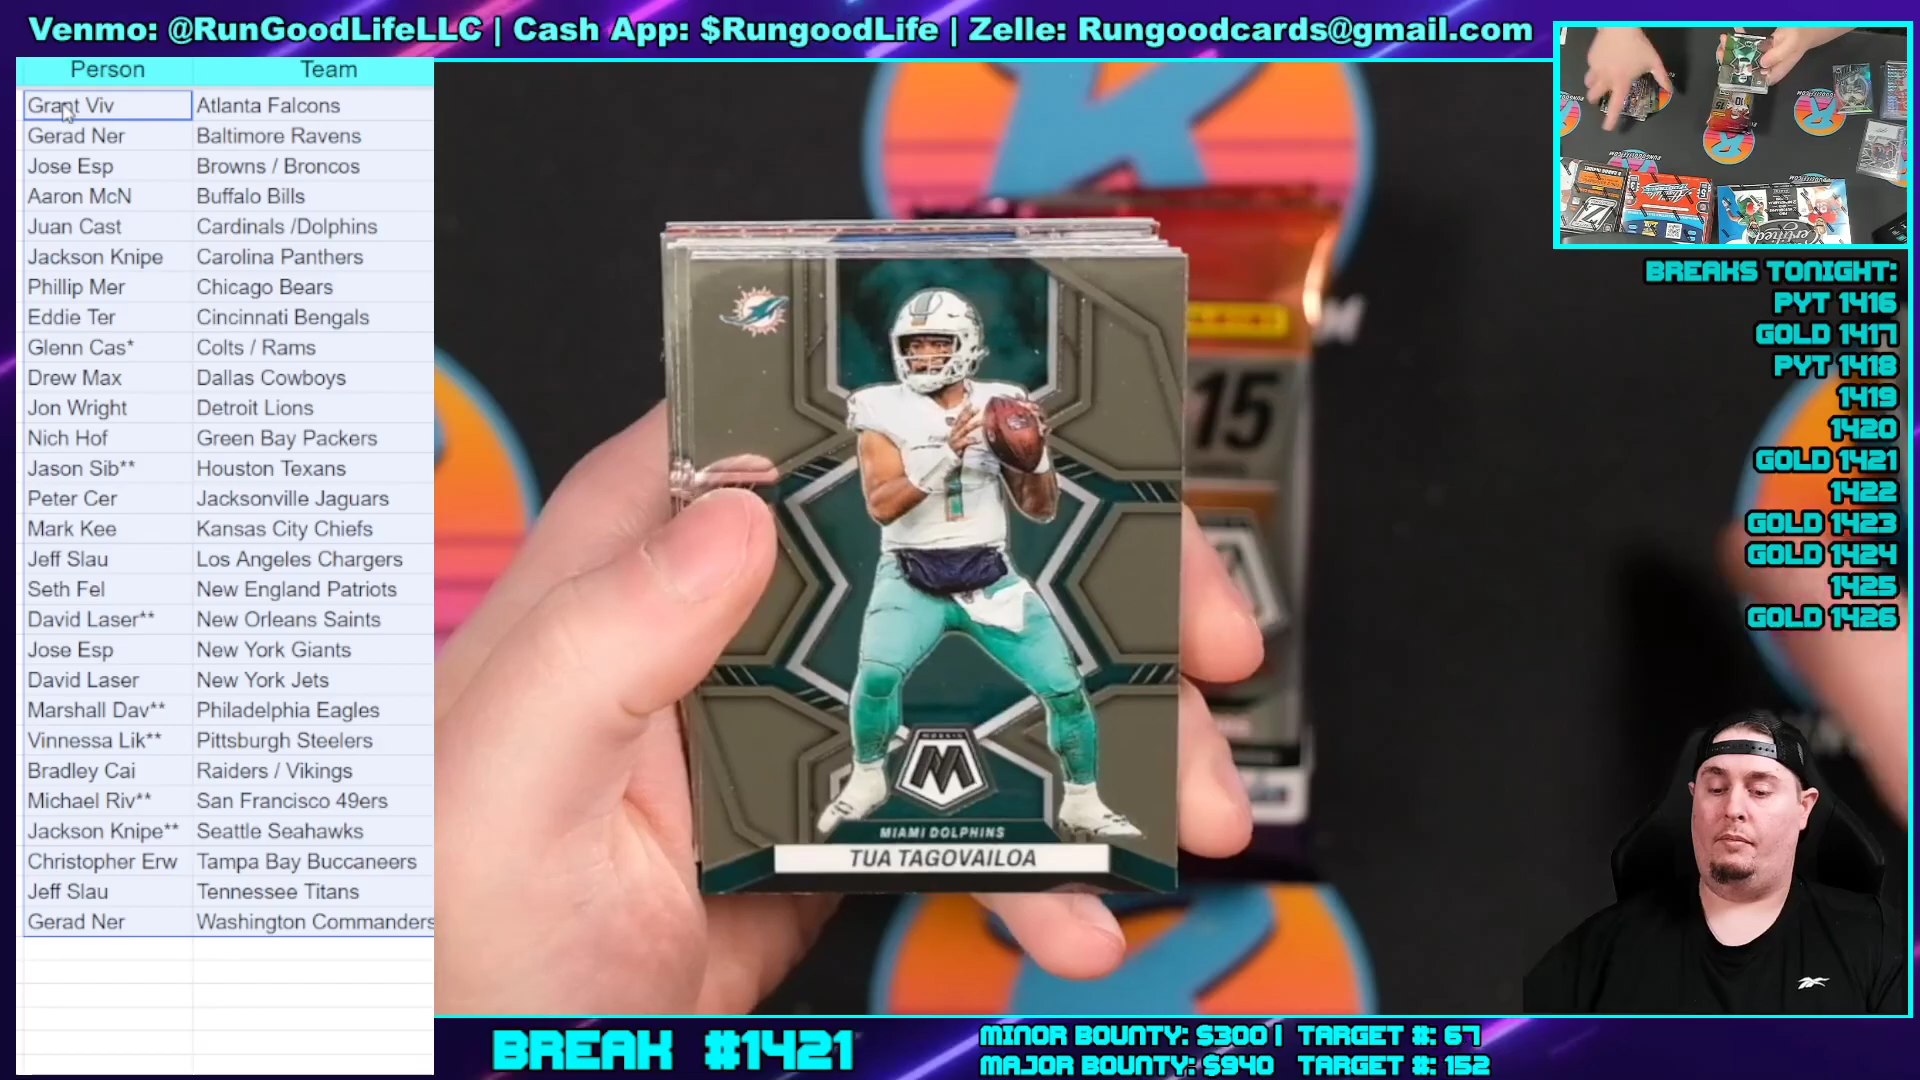 Venmo: @RunGoodLifeLLC | Cash App: $RungoodLife | Zelle: Rungoodcards@gmail.com
Person Team
Grant Viv Atlanta Falcons
Gerad Ner Baltimore Ravens
Jose Esp Browns / Broncos
Aaron McN Buffalo Bills
Juan Cast Cardinals /Dolphins
Jackson Knipe Carolina Panthers
Phillip Mer Chicago Bears
Eddie Ter Cincinnati Bengals
Glenn Cas* Colts / Rams
Drew Max Dallas Cowboys
Jon Wright Detroit Lions
Nich Hof Green Bay Packers
Jason Sib** Houston Texans
Peter Cer Jacksonville Jaguars
Mark Kee Kansas City Chiefs
Jeff Slau Los Angeles Chargers
Seth Fel New England Patriots
David Laser** New Orleans Saints
Jose Esp New York Giants
David Laser New York Jets
Marshall Dav** Philadelphia Eagles
Vinnessa Lik** Pittsburgh Steelers
Bradley Cai Raiders / Vikings
Michael Riv** San Francisco 49ers
Jackson Knipe** Seattle Seahawks
Christopher Erw Tampa Bay Buccaneers
Jeff Slau Tennessee Titans
Gerad Ner Washington Commanders
15
1
MOSAIC
M
MIAMI DOLPHINS
TUA TAGOVAILOA
BREAKS TONIGHT:
PYT 1416
GOLD 1417
PYT 1418
1419
1420
GOLD 1421
1422
GOLD 1423
GOLD 1424
1425
GOLD 1426
BREAK #1421
MINOR BOUNTY: $300 | TARGET #: 67
MAJOR BOUNTY: $940 TARGET #: 152